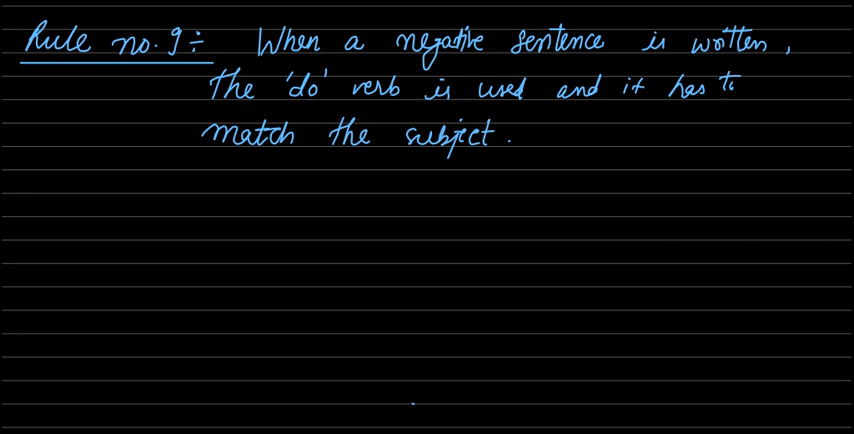 Rule no. 9 ÷ When a negative sentence is written,
The 'do' verb is used and it has to
match the subject.